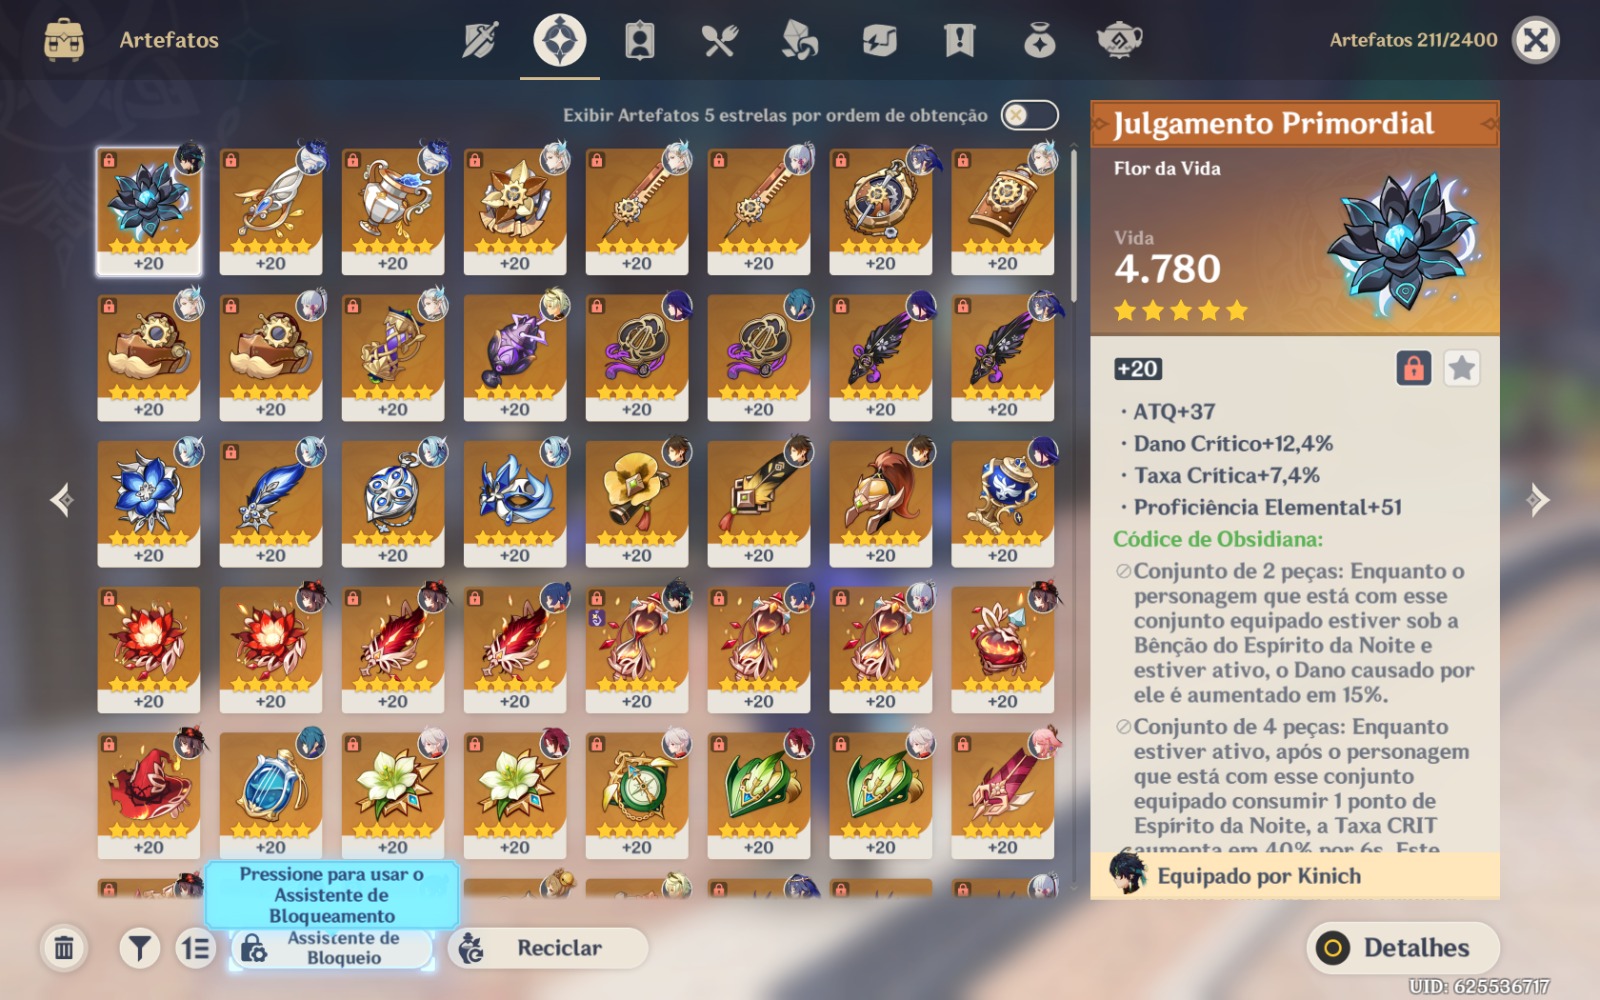 Artefatos
Artefatos 211/2400
Exibir Artefatos 5 estrelas por ordem de obtenção
+20 +20 +20 +20 +20 +20 +20 +20
+20 +20 +20 +20 +20 +20 +20 +20
+20 +20 +20 +20 +20 +20 +20 +20
+20 +20 +20 +20 +20 +20 +20 +20
+20 +20 +20 +20 +20 +20 +20 +20
Pressione para usar o
Assistente de
Bloqueamento
Assistente de
Bloqueio
Reciclar
Julgamento Primordial
Flor da Vida
Vida
4.780
+20
· ATQ+37
· Dano Crítico+12,4%
· Taxa Crítica+7,4%
· Proficiência Elemental+51
Códice de Obsidiana:
Conjunto de 2 peças: Enquanto o
personagem que está com esse
conjunto equipado estiver sob a
Bênção do Espírito da Noite e
estiver ativo, o Dano causado por
ele é aumentado em 15%.
Conjunto de 4 peças: Enquanto
estiver ativo, após o personagem
que está com esse conjunto
equipado consumir 1 ponto de
Espírito da Noite, a Taxa CRIT
aumenta em 40% por 6s. Este
Equipado por Kinich
Detalhes
UID: 625536717